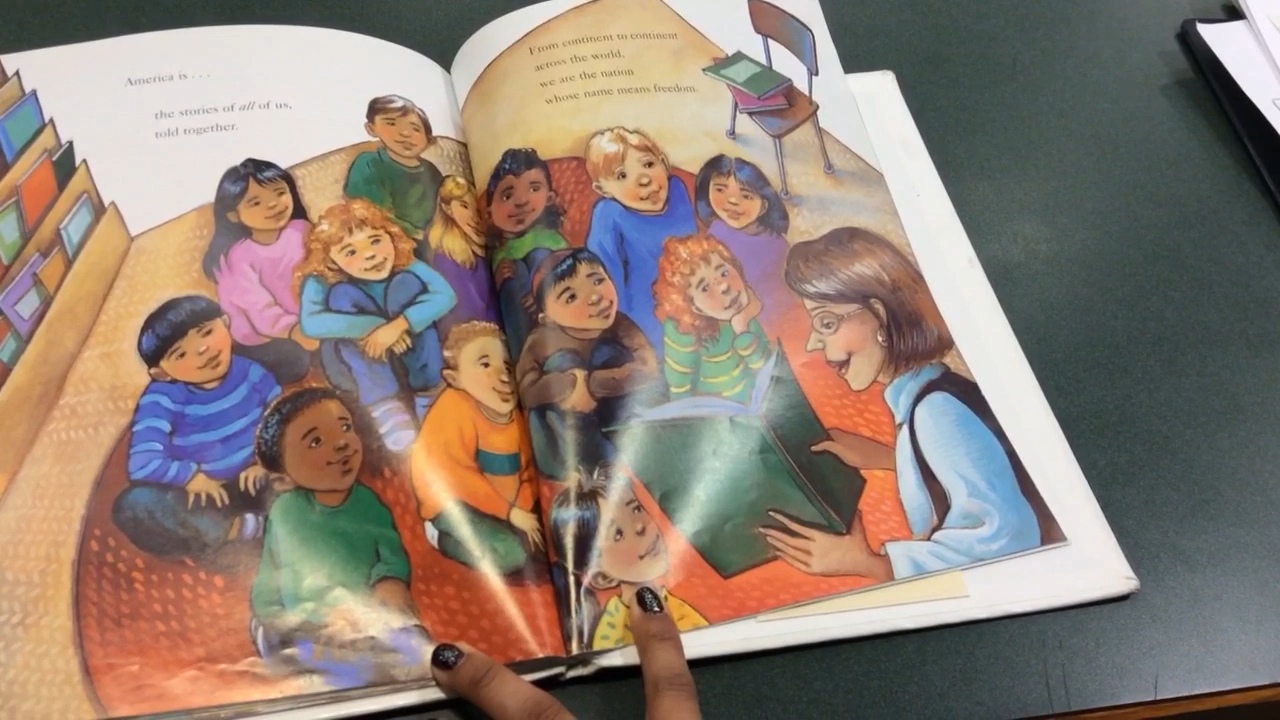 America is . . .
the stories of all of us,
told together.
From continent to continent
across the world,
we are the nation
whose name means freedom.